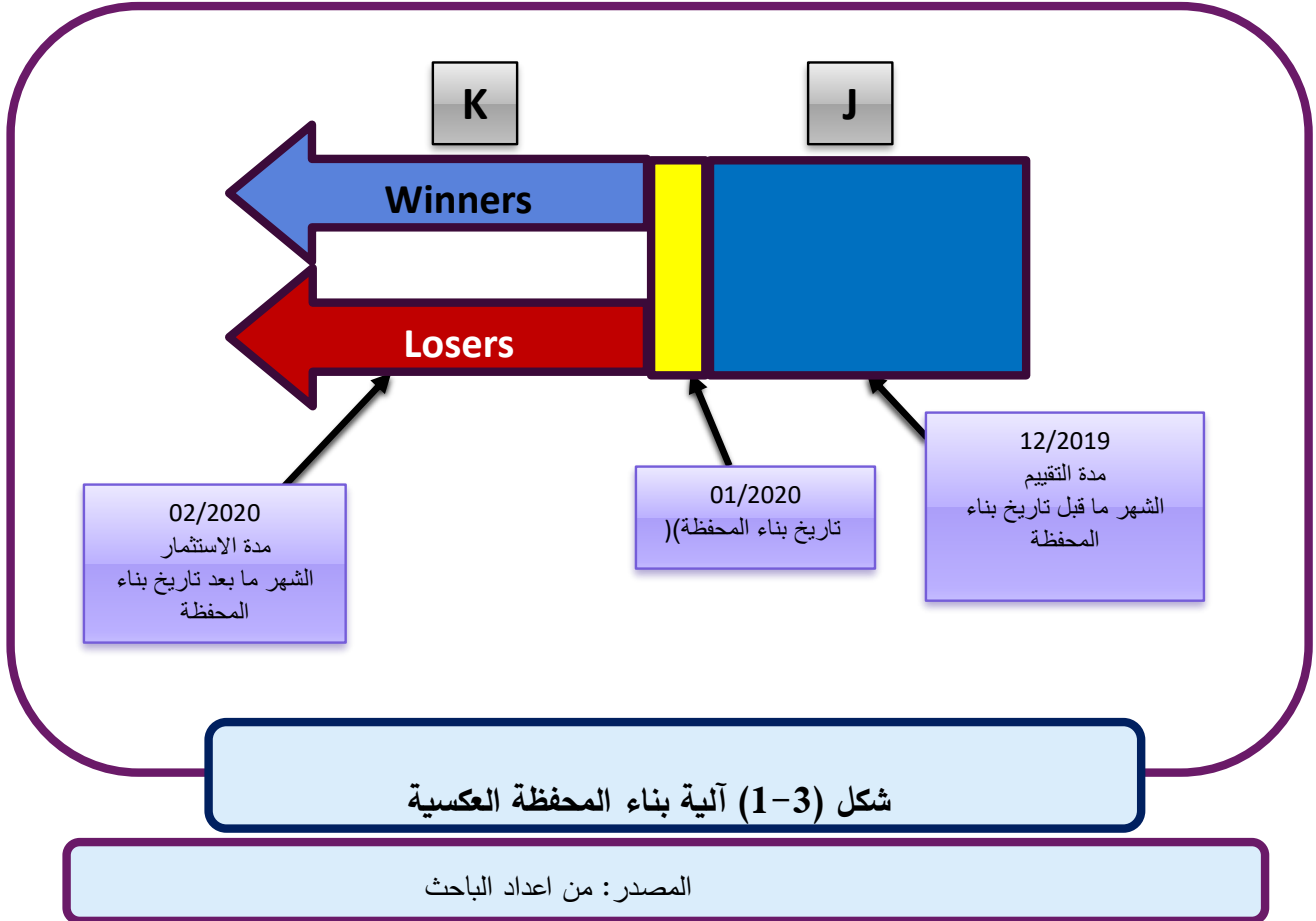 J
K
Winners
Losers
12/2019
مدة التقييم
الشهر ما قبل تاريخ بناء
المحفظة
01/2020
تاريخ بناء المحفظة)(
02/2020
مدة الاستثمار
الشهر ما بعد تاريخ بناء
المحفظة
شكل (3-1) آلية بناء المحفظة العكسية
المصدر: من اعداد الباحث